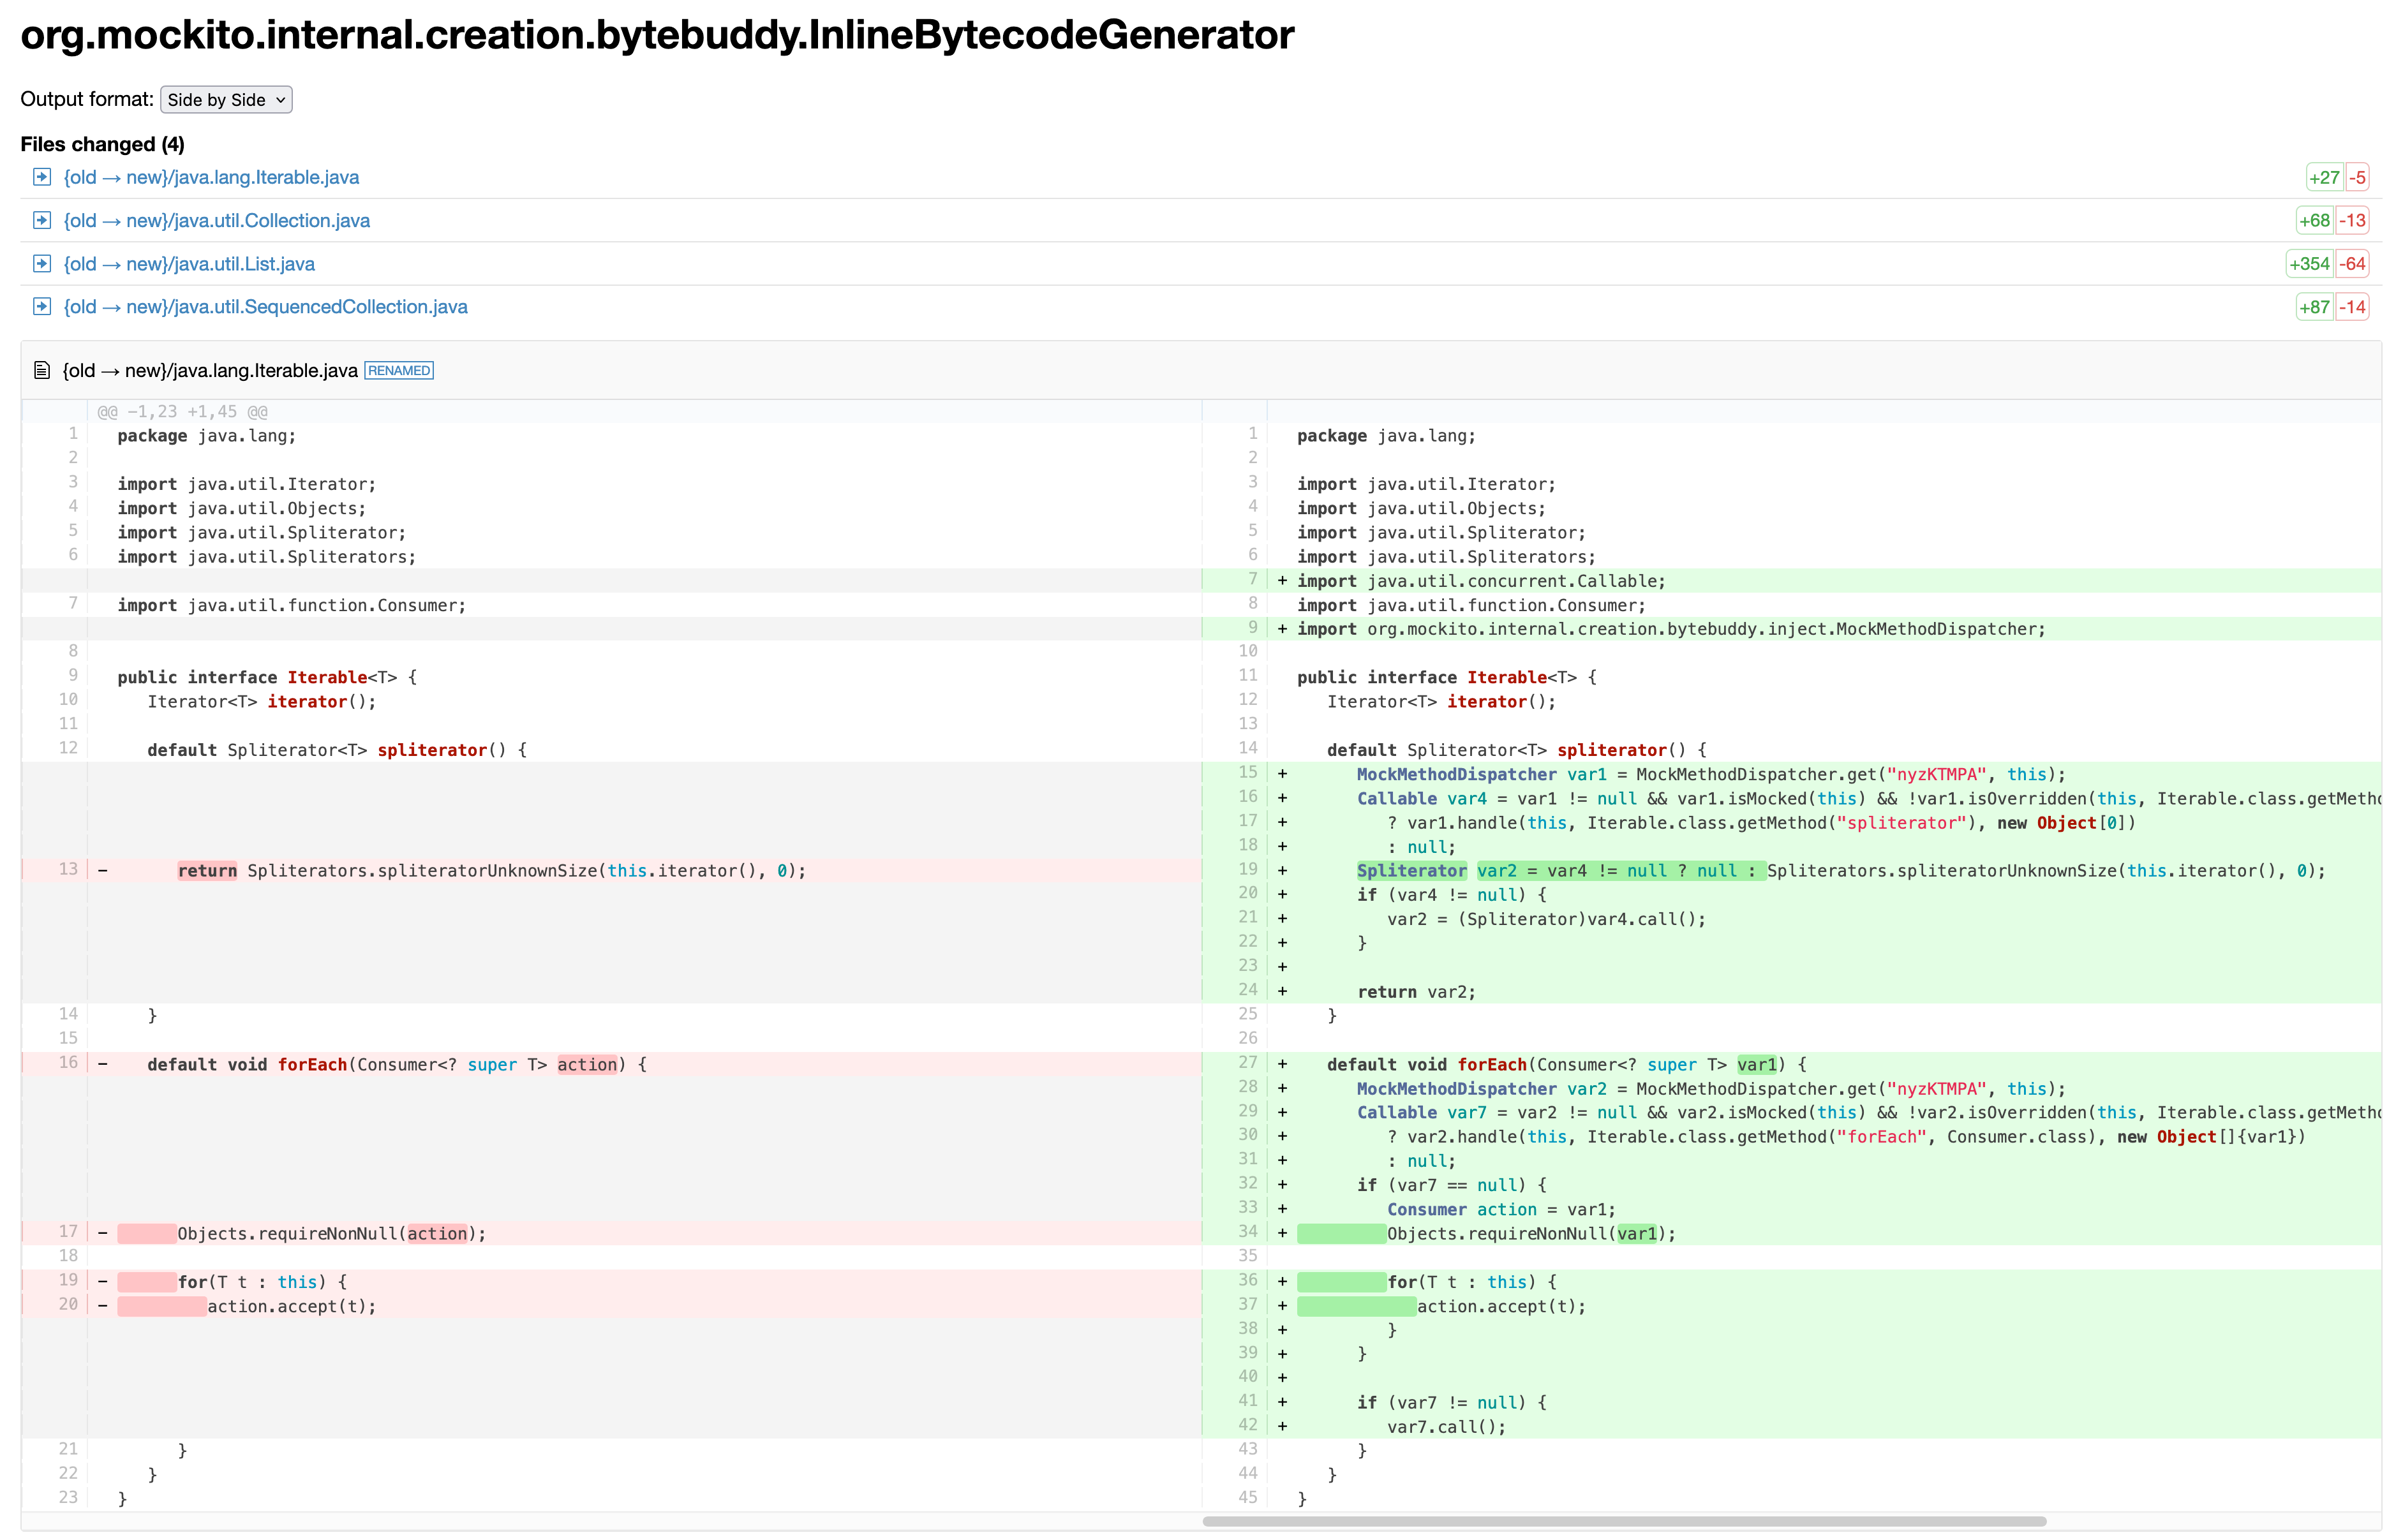 org.mockito.internal.creation.bytebuddy.InlineBytecodeGenerator
Output format: Side by Side
Files changed (4)
{old → new}/java.lang.Iterable.java +27 -5
{old → new}/java.util.Collection.java +68 -13
{old → new}/java.util.List.java +354 -64
{old → new}/java.util.SequencedCollection.java +87 -14
{old → new}/java.lang.Iterable.java RENAMED
@@ -1,23 +1,45 @@
1 package java.lang;
2
3 import java.util.Iterator;
4 import java.util.Objects;
5 import java.util.Spliterator;
6 import java.util.Spliterators;
7 import java.util.function.Consumer;
8
9 public interface Iterable<T> {
10 Iterator<T> iterator();
11
12 default Spliterator<T> spliterator() {
13 - return Spliterators.spliteratorUnknownSize(this.iterator(), 0);
14 }
15
16 - default void forEach(Consumer<? super T> action) {
17 - Objects.requireNonNull(action);
18
19 - for(T t : this) {
20 - action.accept(t);
21 }
22 }
23 }
1 package java.lang;
2
3 import java.util.Iterator;
4 import java.util.Objects;
5 import java.util.Spliterator;
6 import java.util.Spliterators;
7 + import java.util.concurrent.Callable;
8 import java.util.function.Consumer;
9 + import org.mockito.internal.creation.bytebuddy.inject.MockMethodDispatcher;
10
11 public interface Iterable<T> {
12 Iterator<T> iterator();
13
14 default Spliterator<T> spliterator() {
15 + MockMethodDispatcher var1 = MockMethodDispatcher.get("nyzKTMPA", this);
16 + Callable var4 = var1 != null && var1.isMocked(this) && !var1.isOverridden(this, Iterable.class.getMetho
17 + ? var1.handle(this, Iterable.class.getMethod("spliterator"), new Object[0])
18 + : null;
19 + Spliterator var2 = var4 != null ? null : Spliterators.spliteratorUnknownSize(this.iterator(), 0);
20 + if (var4 != null) {
21 + var2 = (Spliterator)var4.call();
22 + }
23 +
24 + return var2;
25 }
26
27 + default void forEach(Consumer<? super T> var1) {
28 + MockMethodDispatcher var2 = MockMethodDispatcher.get("nyzKTMPA", this);
29 + Callable var7 = var2 != null && var2.isMocked(this) && !var2.isOverridden(this, Iterable.class.getMetho
30 + ? var2.handle(this, Iterable.class.getMethod("forEach", Consumer.class), new Object[]{var1})
31 + : null;
32 + if (var7 == null) {
33 + Consumer action = var1;
34 + Objects.requireNonNull(var1);
35
36 + for(T t : this) {
37 + action.accept(t);
38 + }
39 + }
40 +
41 + if (var7 != null) {
42 + var7.call();
43 }
44 }
45 }